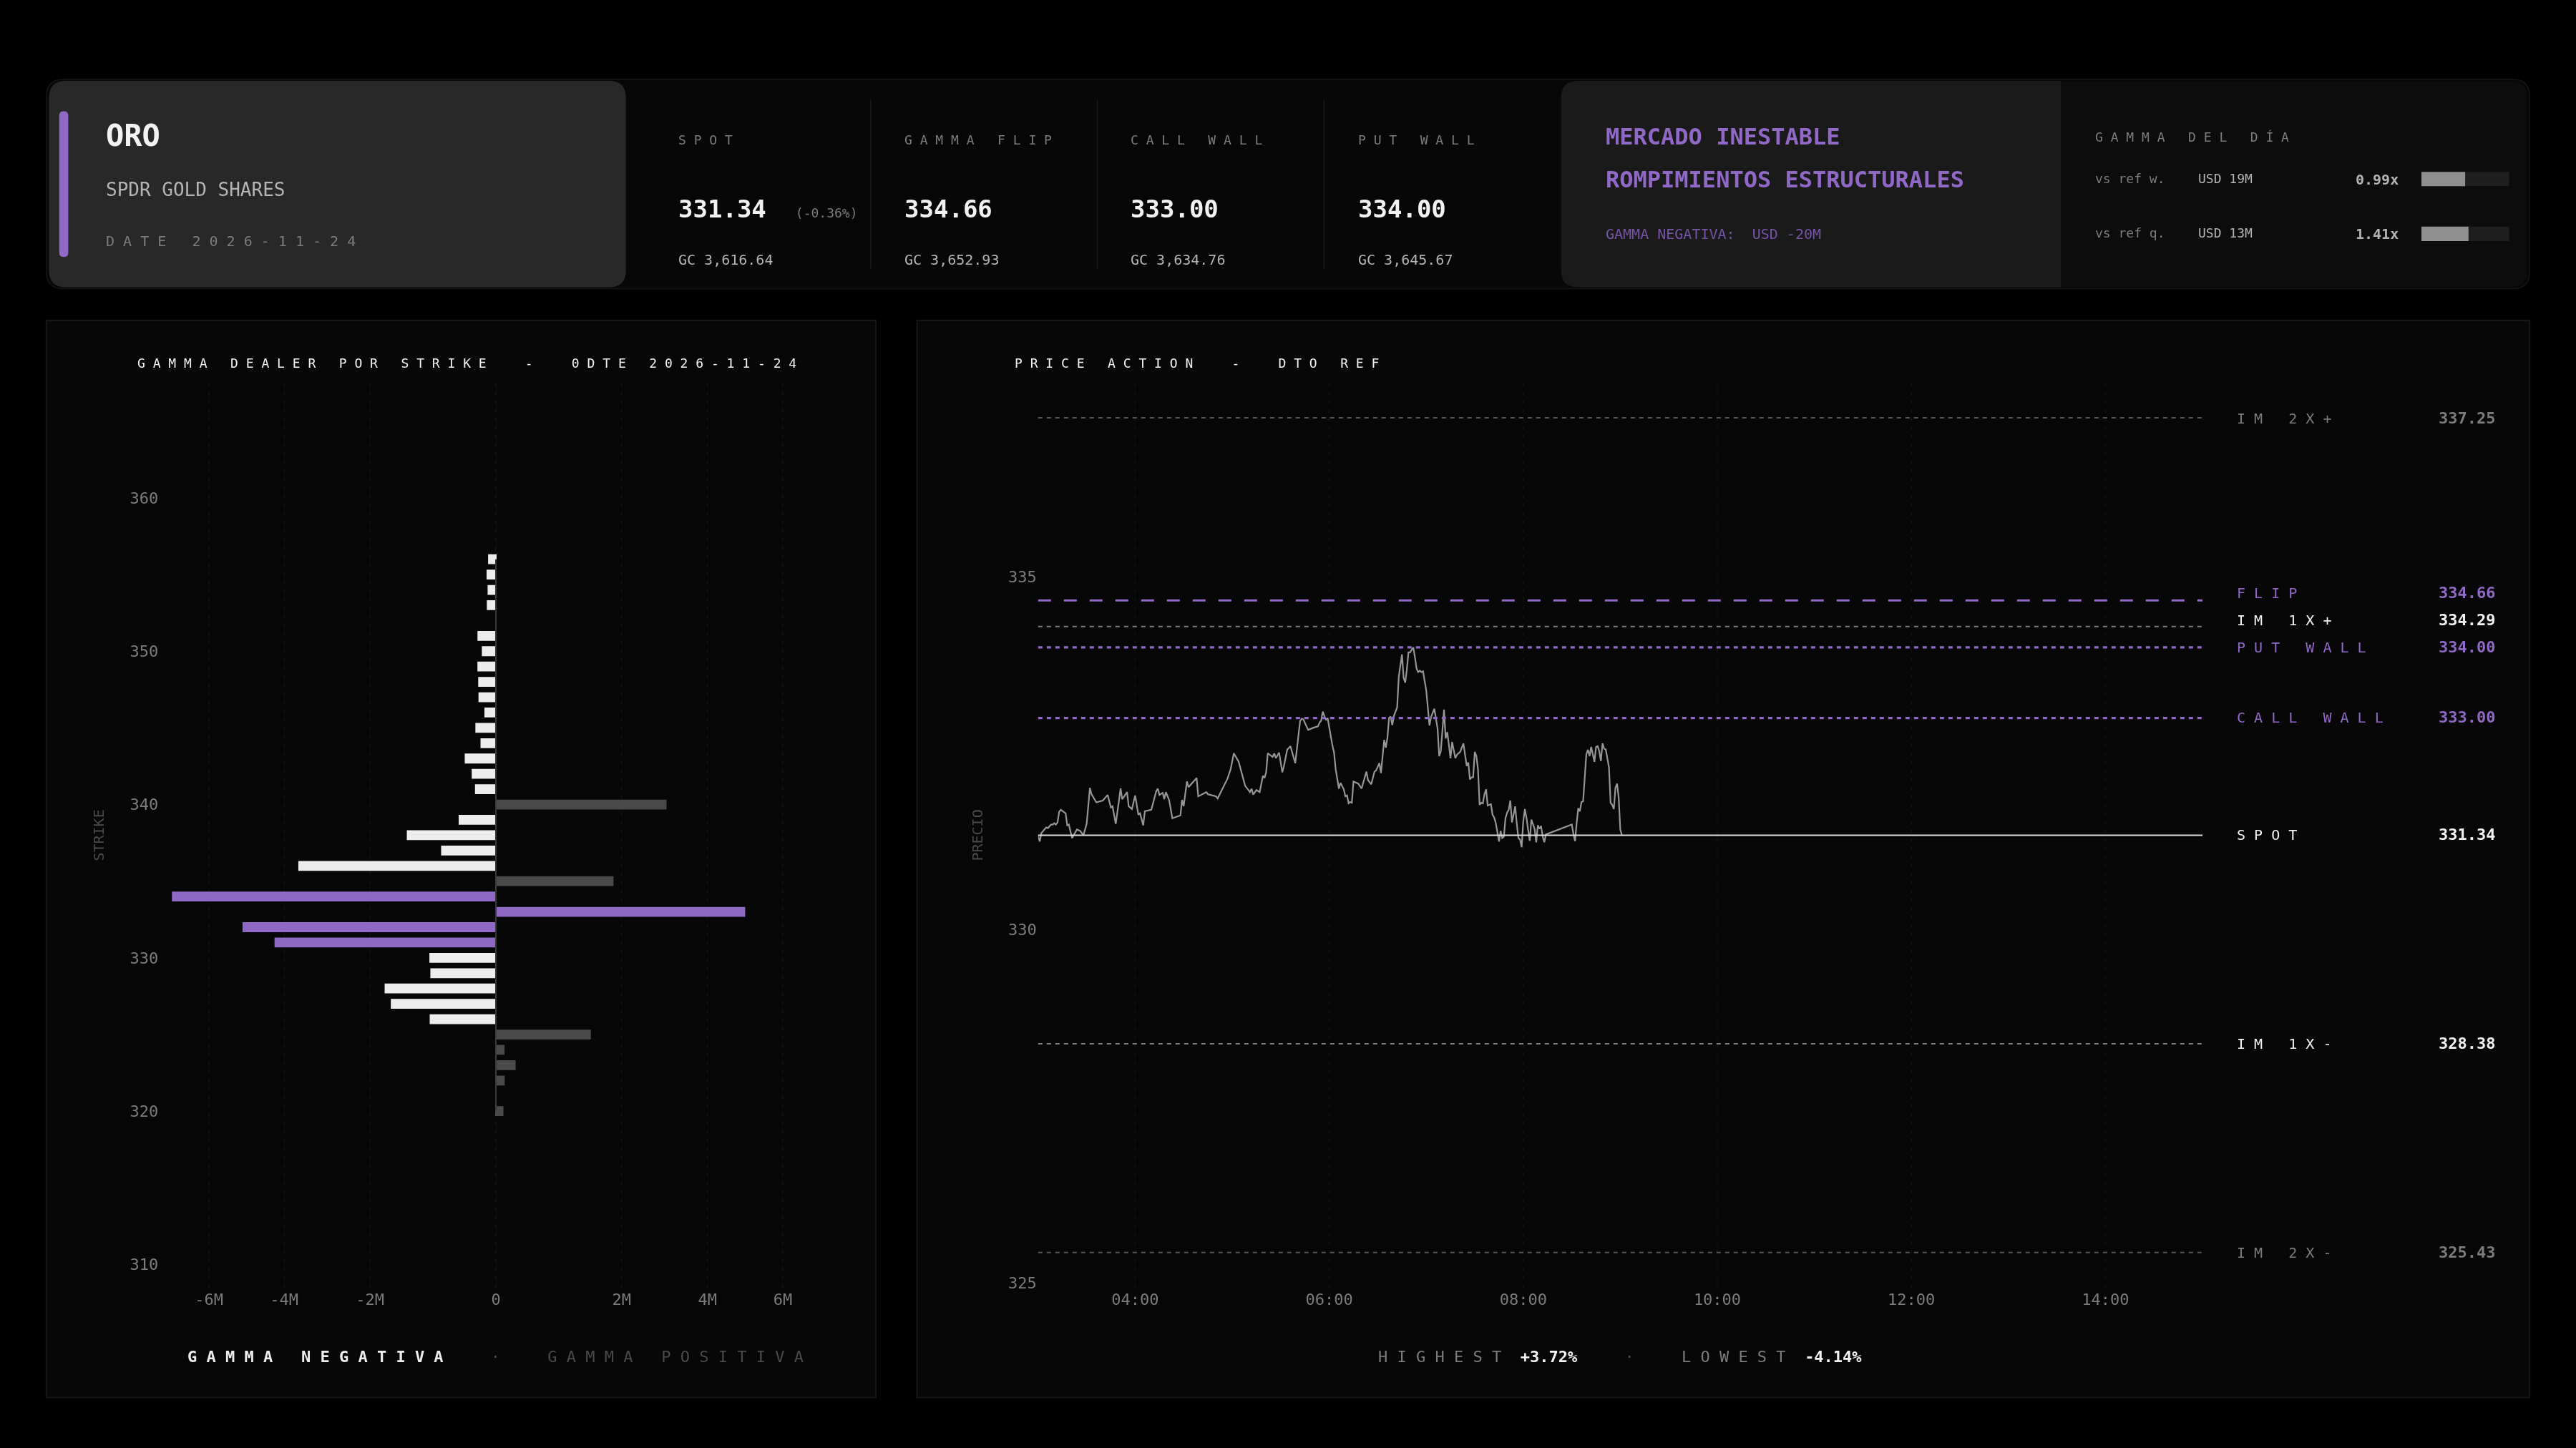 ORO
SPDR GOLD SHARES
DATE 2026-11-24
SPOT
331.34 (-0.36%)
GC 3,616.64
GAMMA FLIP
334.66
GC 3,652.93
CALL WALL
333.00
GC 3,634.76
PUT WALL
334.00
GC 3,645.67
MERCADO INESTABLE
ROMPIMIENTOS ESTRUCTURALES
GAMMA NEGATIVA: USD -20M
GAMMA DEL DÍA
vs ref w. USD 19M 0.99x
vs ref q. USD 13M 1.41x
GAMMA DEALER POR STRIKE - 0DTE 2026-11-24
STRIKE
360
350
340
330
320
310
-6M -4M -2M 0 2M 4M 6M
GAMMA NEGATIVA · GAMMA POSITIVA
PRICE ACTION - DTO REF
PRECIO
335
330
325
04:00 06:00 08:00 10:00 12:00 14:00
IM 2X+ 337.25
FLIP 334.66
IM 1X+ 334.29
PUT WALL 334.00
CALL WALL 333.00
SPOT 331.34
IM 1X- 328.38
IM 2X- 325.43
HIGHEST +3.72% · LOWEST -4.14%